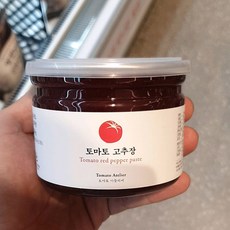 토마토 고추장
Tomato red pepper paste
Tomato Atelier